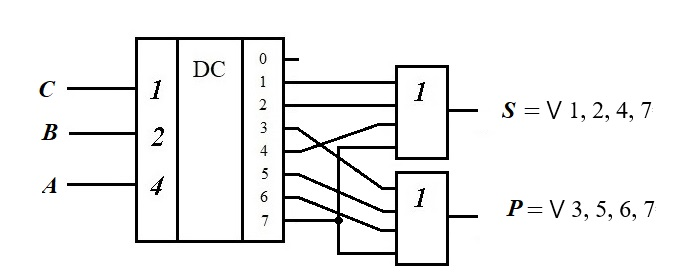 DC
0
1
2
3
4
5
6
7
C 1
B 2
A 4
1
S = V 1, 2, 4, 7
1
P = V 3, 5, 6, 7